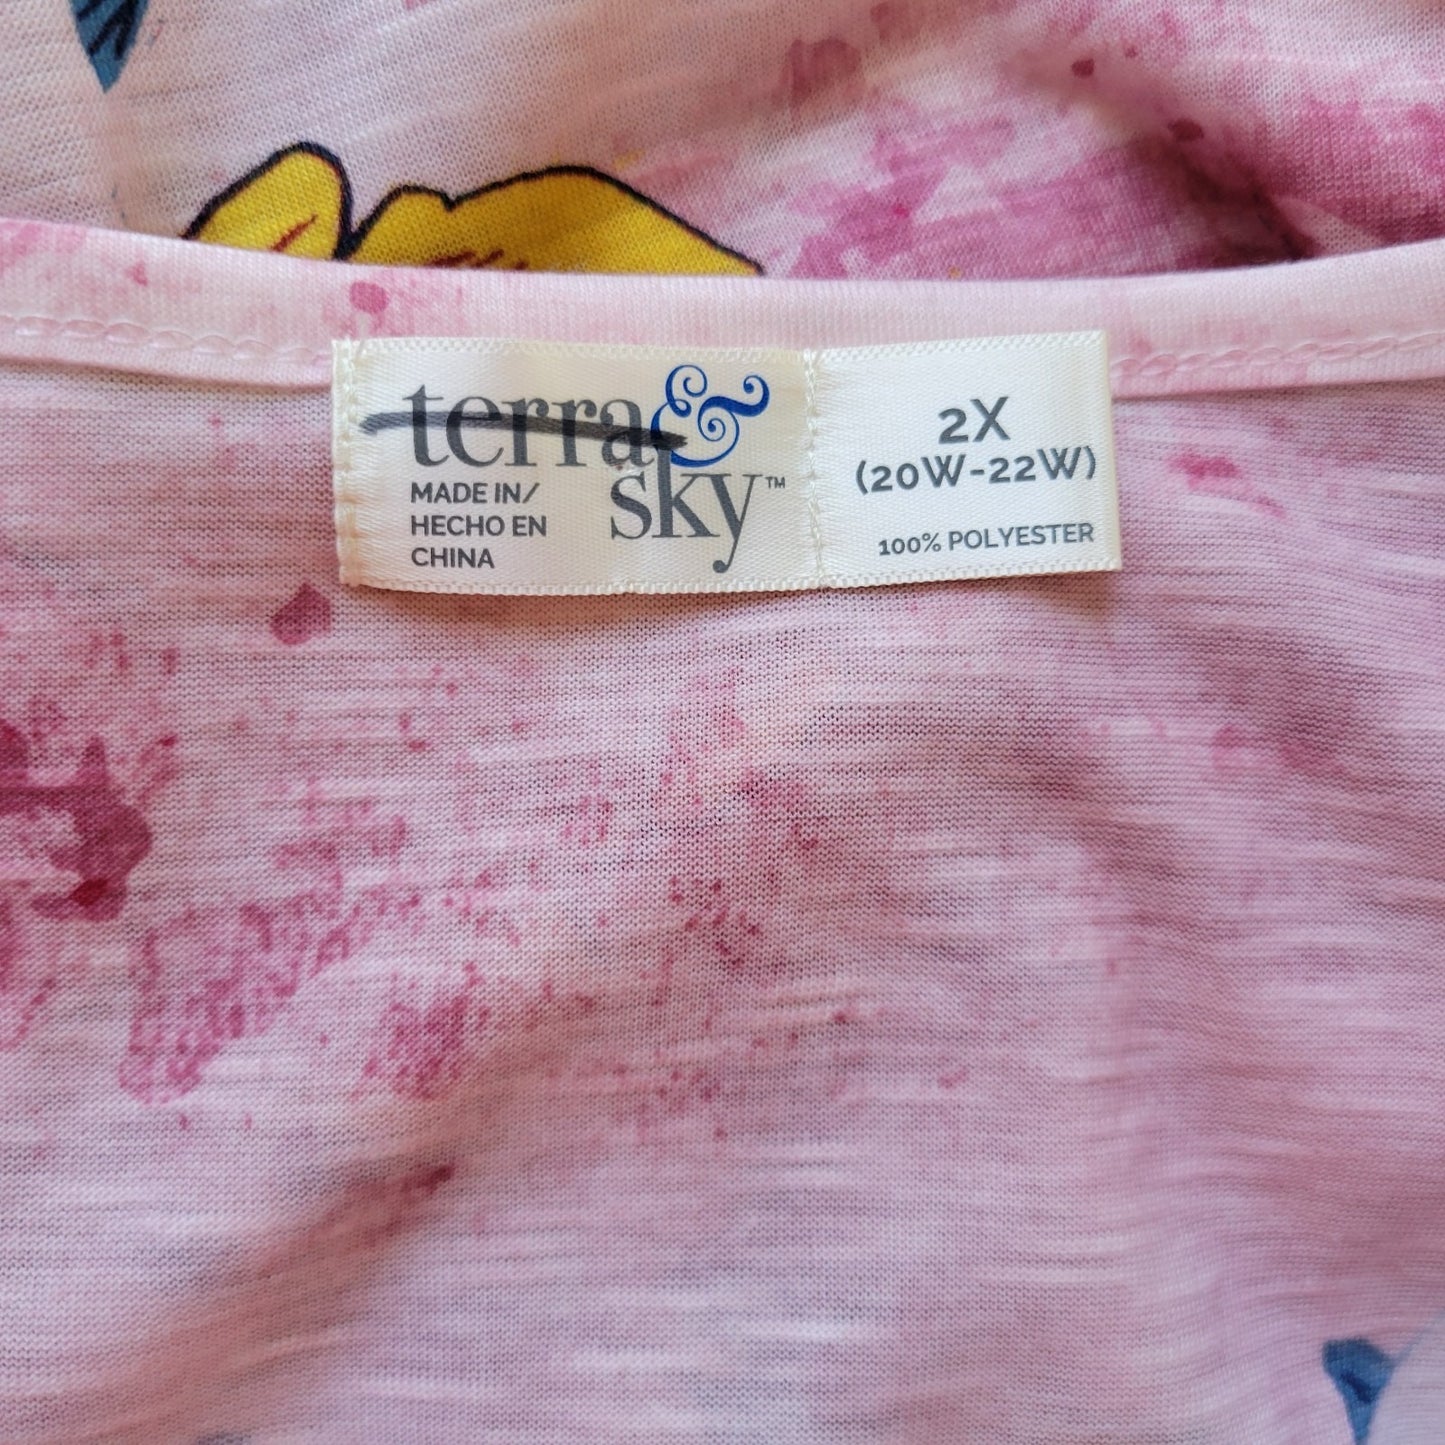 terra&
sky™
MADE IN/
HECHO EN
CHINA
2X
(20W-22W)
100% POLYESTER